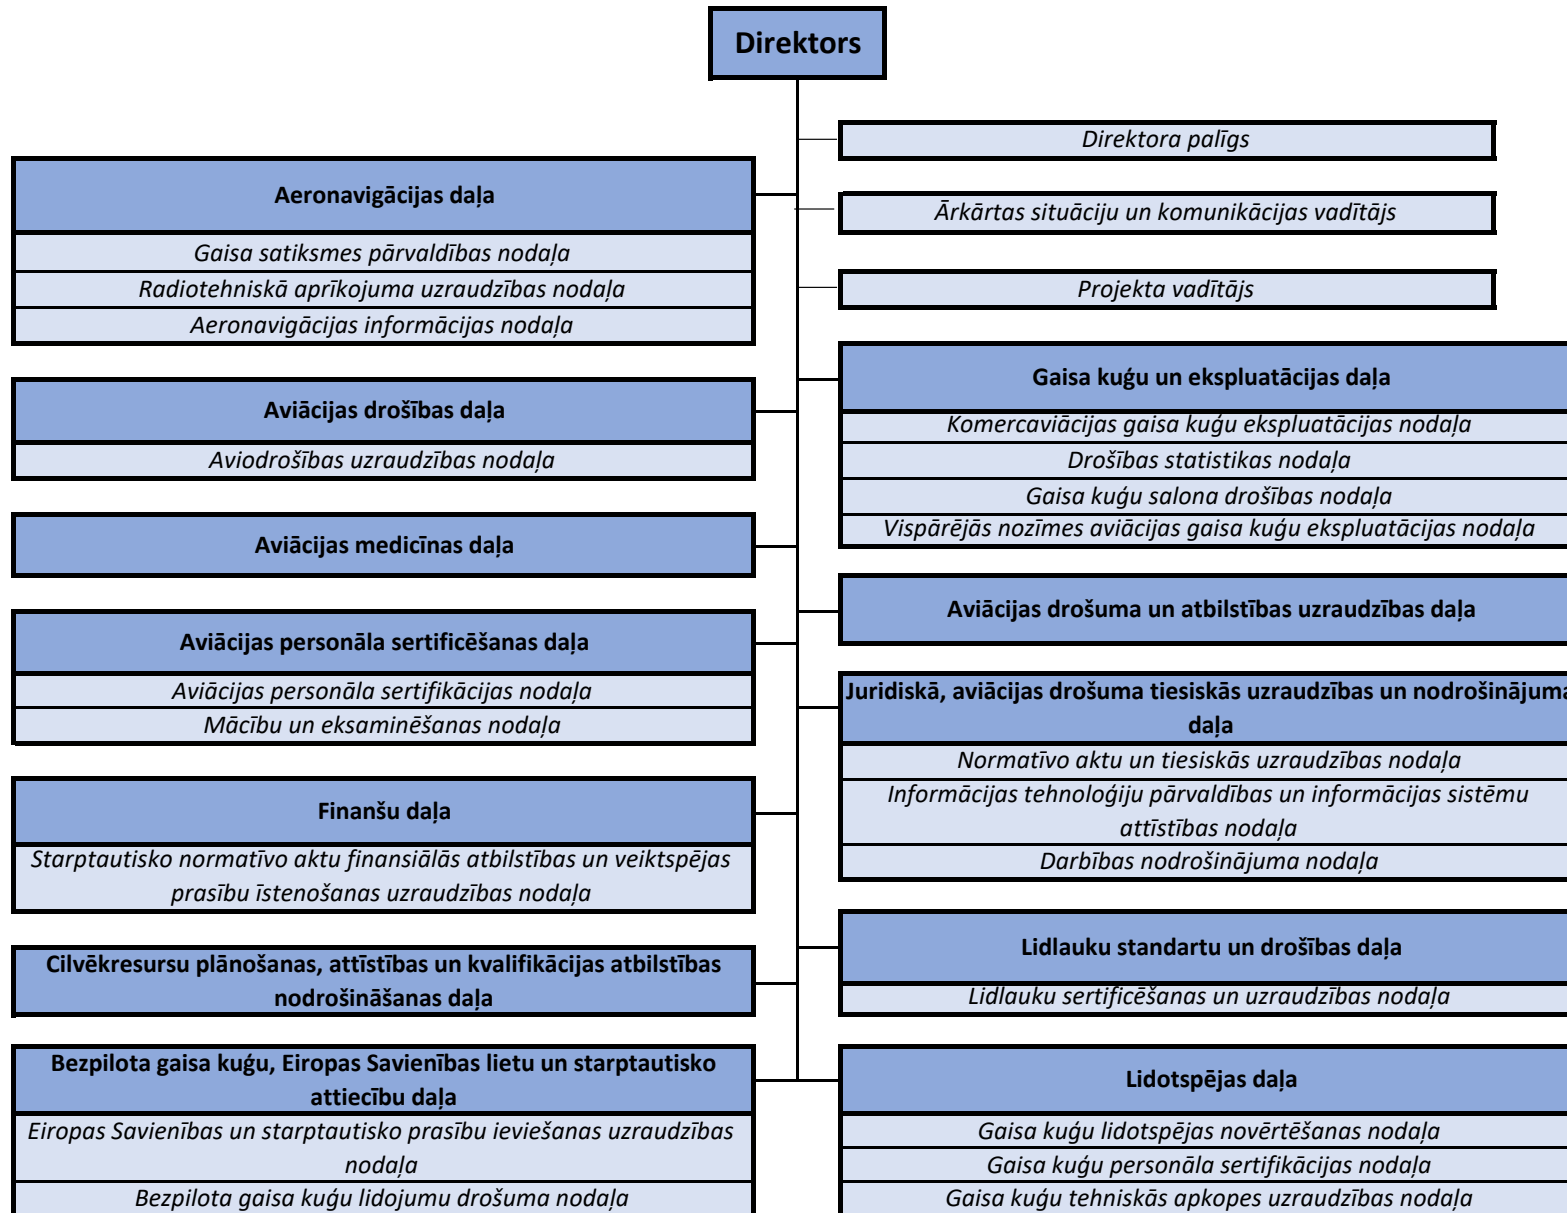 Direktors
Direktora palīgs
Ārkārtas situāciju un komunikācijas vadītājs
Projekta vadītājs
Aeronavigācijas daļa
Gaisa satiksmes pārvaldības nodaļa
Radiotehniskā aprīkojuma uzraudzības nodaļa
Aeronavigācijas informācijas nodaļa
Aviācijas drošības daļa
Aviodrošības uzraudzības nodaļa
Aviācijas medicīnas daļa
Aviācijas personāla sertificēšanas daļa
Aviācijas personāla sertifikācijas nodaļa
Mācību un eksaminēšanas nodaļa
Finanšu daļa
Starptautisko normatīvo aktu finansiālās atbilstības un veiktspējas
prasību īstenošanas uzraudzības nodaļa
Cilvēkresursu plānošanas, attīstības un kvalifikācijas atbilstības
nodrošināšanas daļa
Bezpilota gaisa kuģu, Eiropas Savienības lietu un starptautisko
attiecību daļa
Eiropas Savienības un starptautisko prasību ieviešanas uzraudzības
nodaļa
Bezpilota gaisa kuģu lidojumu drošuma nodaļa
Gaisa kuģu un ekspluatācijas daļa
Komercaviācijas gaisa kuģu ekspluatācijas nodaļa
Drošības statistikas nodaļa
Gaisa kuģu salona drošības nodaļa
Vispārējās nozīmes aviācijas gaisa kuģu ekspluatācijas nodaļa
Aviācijas drošuma un atbilstības uzraudzības daļa
Juridiskā, aviācijas drošuma tiesiskās uzraudzības un nodrošinājuma
daļa
Normatīvo aktu un tiesiskās uzraudzības nodaļa
Informācijas tehnoloģiju pārvaldības un informācijas sistēmu
attīstības nodaļa
Darbības nodrošinājuma nodaļa
Lidlauku standartu un drošības daļa
Lidlauku sertificēšanas un uzraudzības nodaļa
Lidotspējas daļa
Gaisa kuģu lidotspējas novērtēšanas nodaļa
Gaisa kuģu personāla sertifikācijas nodaļa
Gaisa kuģu tehniskās apkopes uzraudzības nodaļa